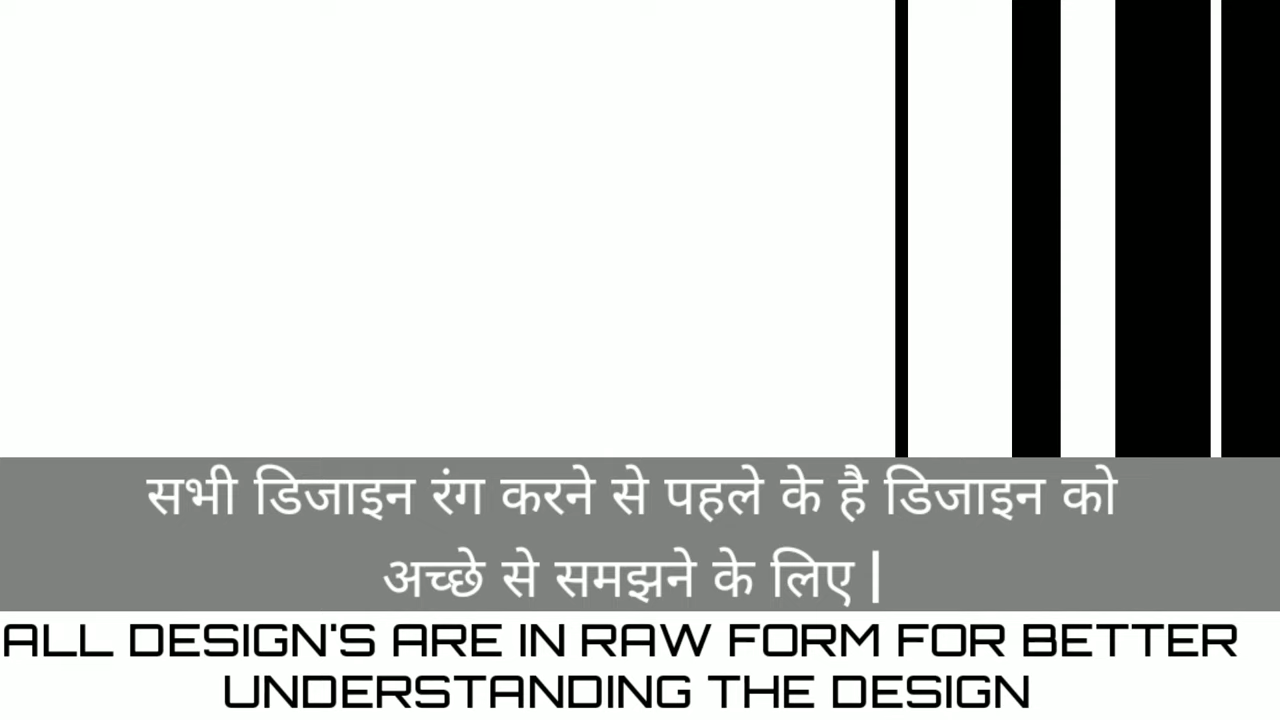 सभी डिजाइन रंग करने से पहले के है डिजाइन को
अच्छे से समझने के लिए |
ALL DESIGN'S ARE IN RAW FORM FOR BETTER
UNDERSTANDING THE DESIGN